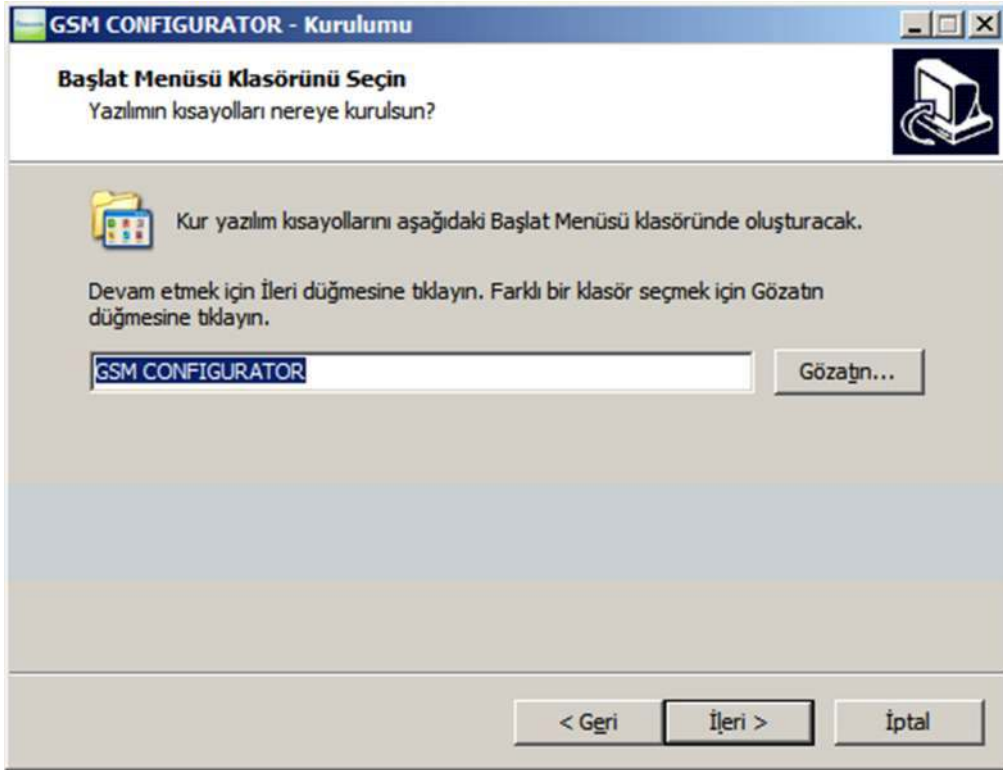 GSM CONFIGURATOR - Kurulumu
Başlat Menüsü Klasörünü Seçin
Yazılımın kısayolları nereye kurulsun?
Kur yazılım kısayollarını aşağıdaki Başlat Menüsü klasöründe oluşturacak.
Devam etmek için İleri düğmesine tıklayın. Farklı bir klasör seçmek için Gözatın
düğmesine tıklayın.
GSM CONFIGURATOR
Gözatın...
< Geri
İleri >
İptal